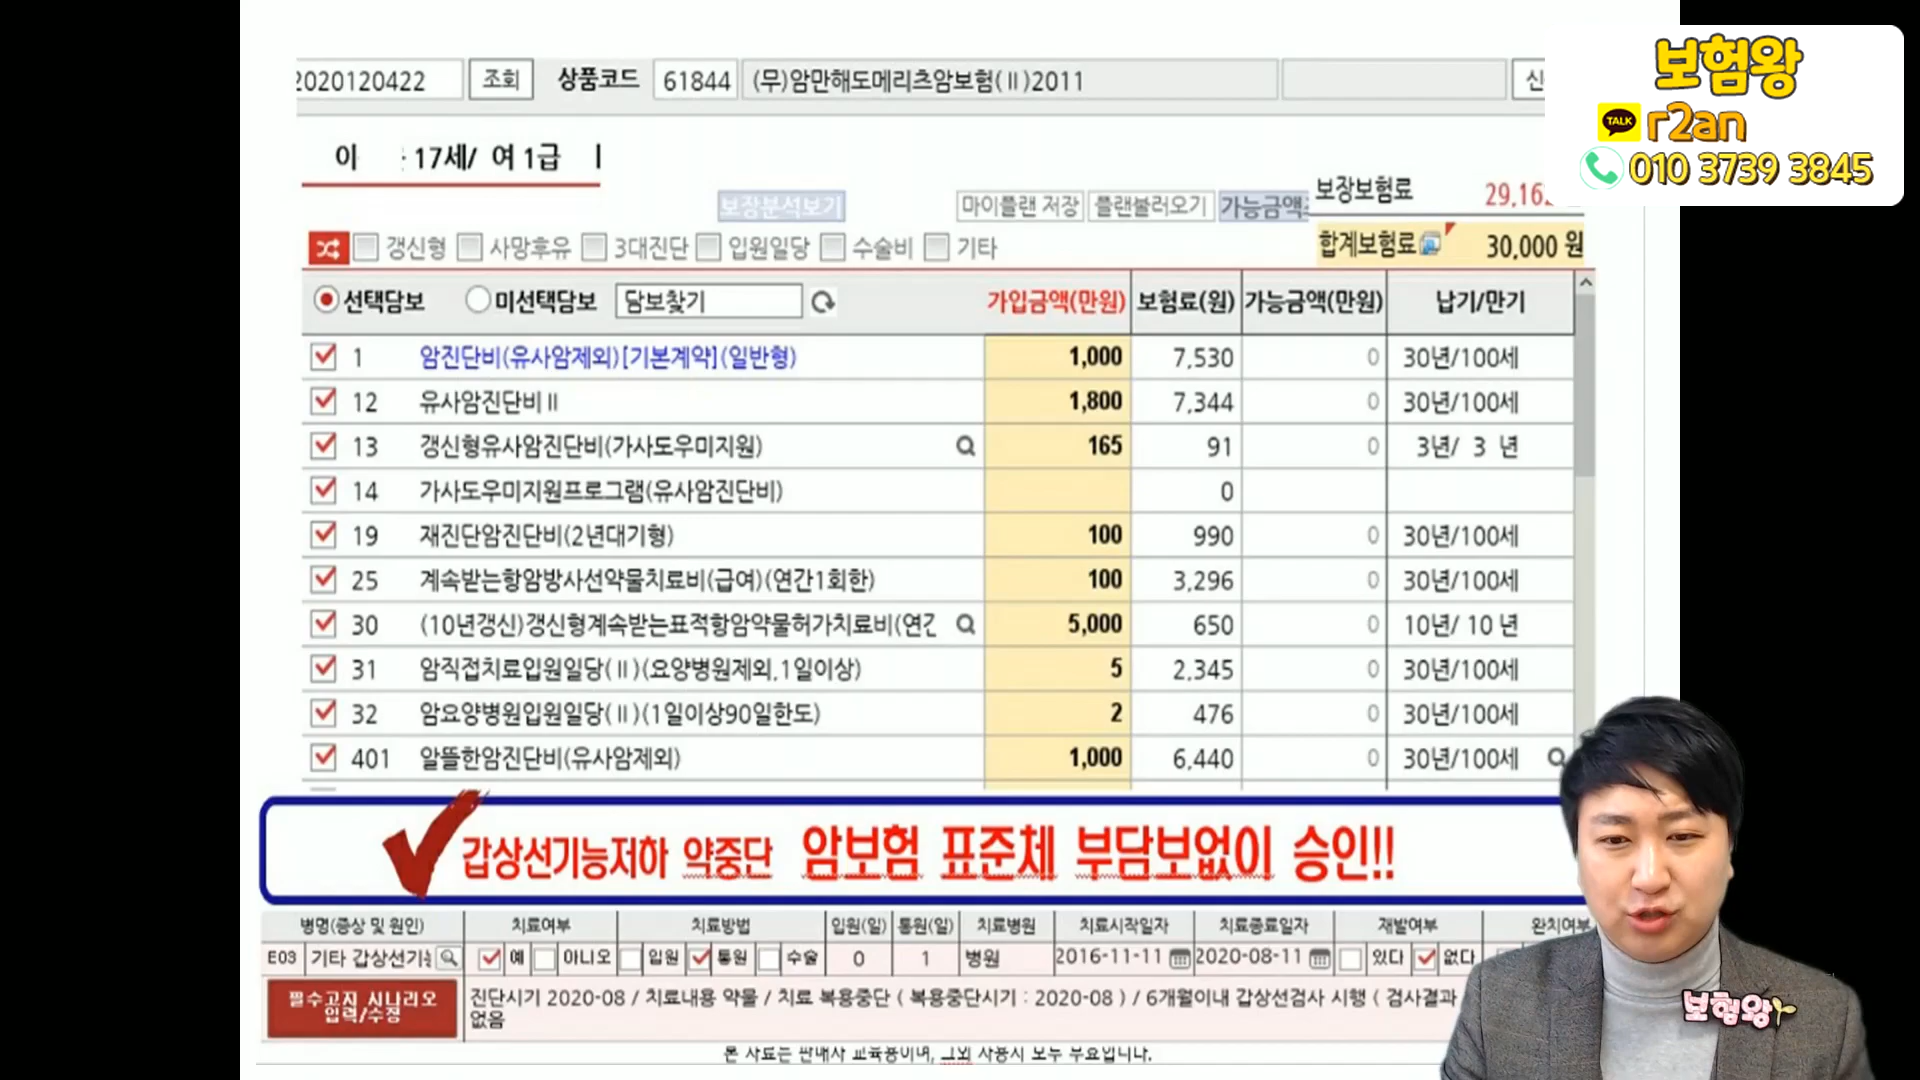 2020120422 조회 상품코드 61844 (무)암만해도메리츠암보험(Ⅱ)2011
보험왕
TALK r2an
010 3739 3845
이 17세/ 여 1급
보장분석보기 마이플랜 저장 플랜불러오기 가능금액 보장보험료 29,16
갱신형 사망후유 3대진단 입원일당 수술비 기타 합계보험료 30,000 원
선택담보 미선택담보 담보찾기 가입금액(만원) 보험료(원) 가능금액(만원) 납기/만기
1 암진단비(유사암제외)[기본계약](일반형) 1,000 7,530 0 30년/100세
12 유사암진단비Ⅱ 1,800 7,344 0 30년/100세
13 갱신형유사암진단비(가사도우미지원) 165 91 0 3년/ 3 년
14 가사도우미지원프로그램(유사암진단비) 0
19 재진단암진단비(2년대기형) 100 990 0 30년/100세
25 계속받는항암방사선약물치료비(급여)(연간1회한) 100 3,296 0 30년/100세
30 (10년갱신)갱신형계속받는표적항암약물허가치료비(연간 5,000 650 0 10년/ 10 년
31 암직접치료입원일당(Ⅱ)(요양병원제외,1일이상) 5 2,345 0 30년/100세
32 암요양병원입원일당(Ⅱ)(1일이상90일한도) 2 476 0 30년/100세
401 알뜰한암진단비(유사암제외) 1,000 6,440 0 30년/100세
갑상선기능저하 약중단 암보험 표준체 부담보없이 승인!!
병명(증상 및 원인) 치료여부 치료방법 입원(일) 통원(일) 치료병원 치료시작일자 치료종료일자 재발여부 완치여부
E03 기타 갑상선기능 예 아니오 입원 통원 수술 0 1 병원 2016-11-11 2020-08-11 있다 없다
필수고지 시나리오
입력/수정
진단시기 2020-08 / 치료내용 약물 / 치료 복용중단 ( 복용중단시기 : 2020-08 ) / 6개월이내 갑상선검사 시행 ( 검사결과
없음
본 자료는 판매사 교육용이며, 그외 사용시 모두 무효입니다.
보험왕